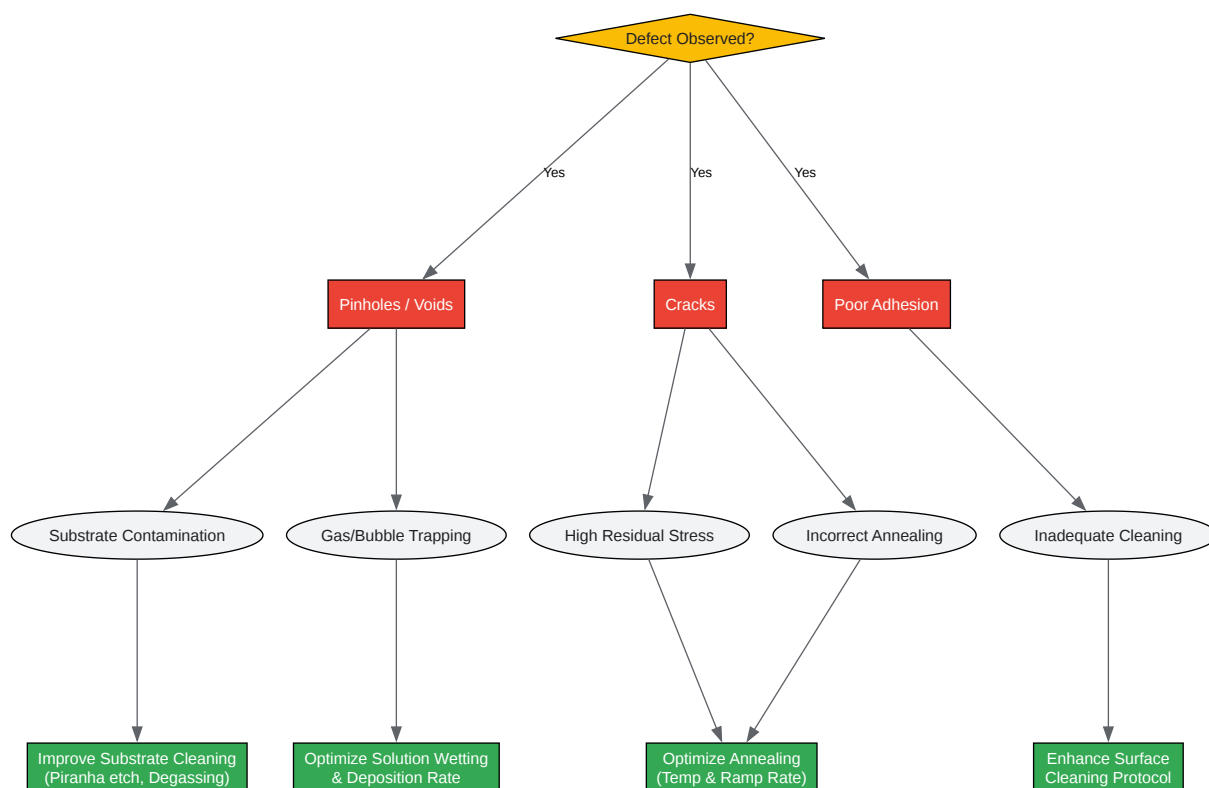 Defect Observed?
Yes
Yes
Yes
Pinholes / Voids
Cracks
Poor Adhesion
Substrate Contamination
Gas/Bubble Trapping
High Residual Stress
Incorrect Annealing
Inadequate Cleaning
Improve Substrate Cleaning
(Piranha etch, Degassing)
Optimize Solution Wetting
& Deposition Rate
Optimize Annealing
(Temp & Ramp Rate)
Enhance Surface
Cleaning Protocol